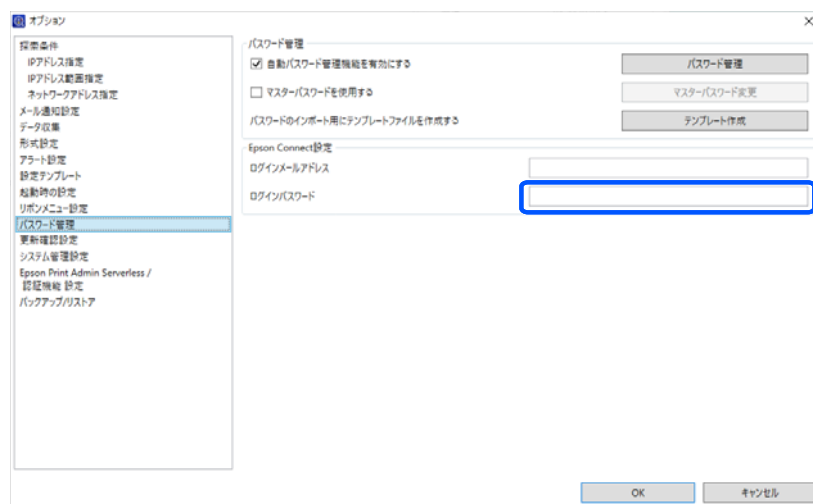 オプション
探索条件
IPアドレス指定
IPアドレス範囲指定
ネットワークアドレス指定
メール通知設定
データ収集
形式設定
アラート設定
設定テンプレート
起動時の設定
リボンメニュー設定
パスワード管理
更新確認設定
システム管理設定
Epson Print Admin Serverless /
認証機能 設定
バックアップ/リストア
パスワード管理
自動パスワード管理機能を有効にする
パスワード管理
マスターパスワードを使用する
マスターパスワード変更
パスワードのインポート用にテンプレートファイルを作成する
テンプレート作成
Epson Connect設定
ログインメールアドレス
ログインパスワード
OK
キャンセル